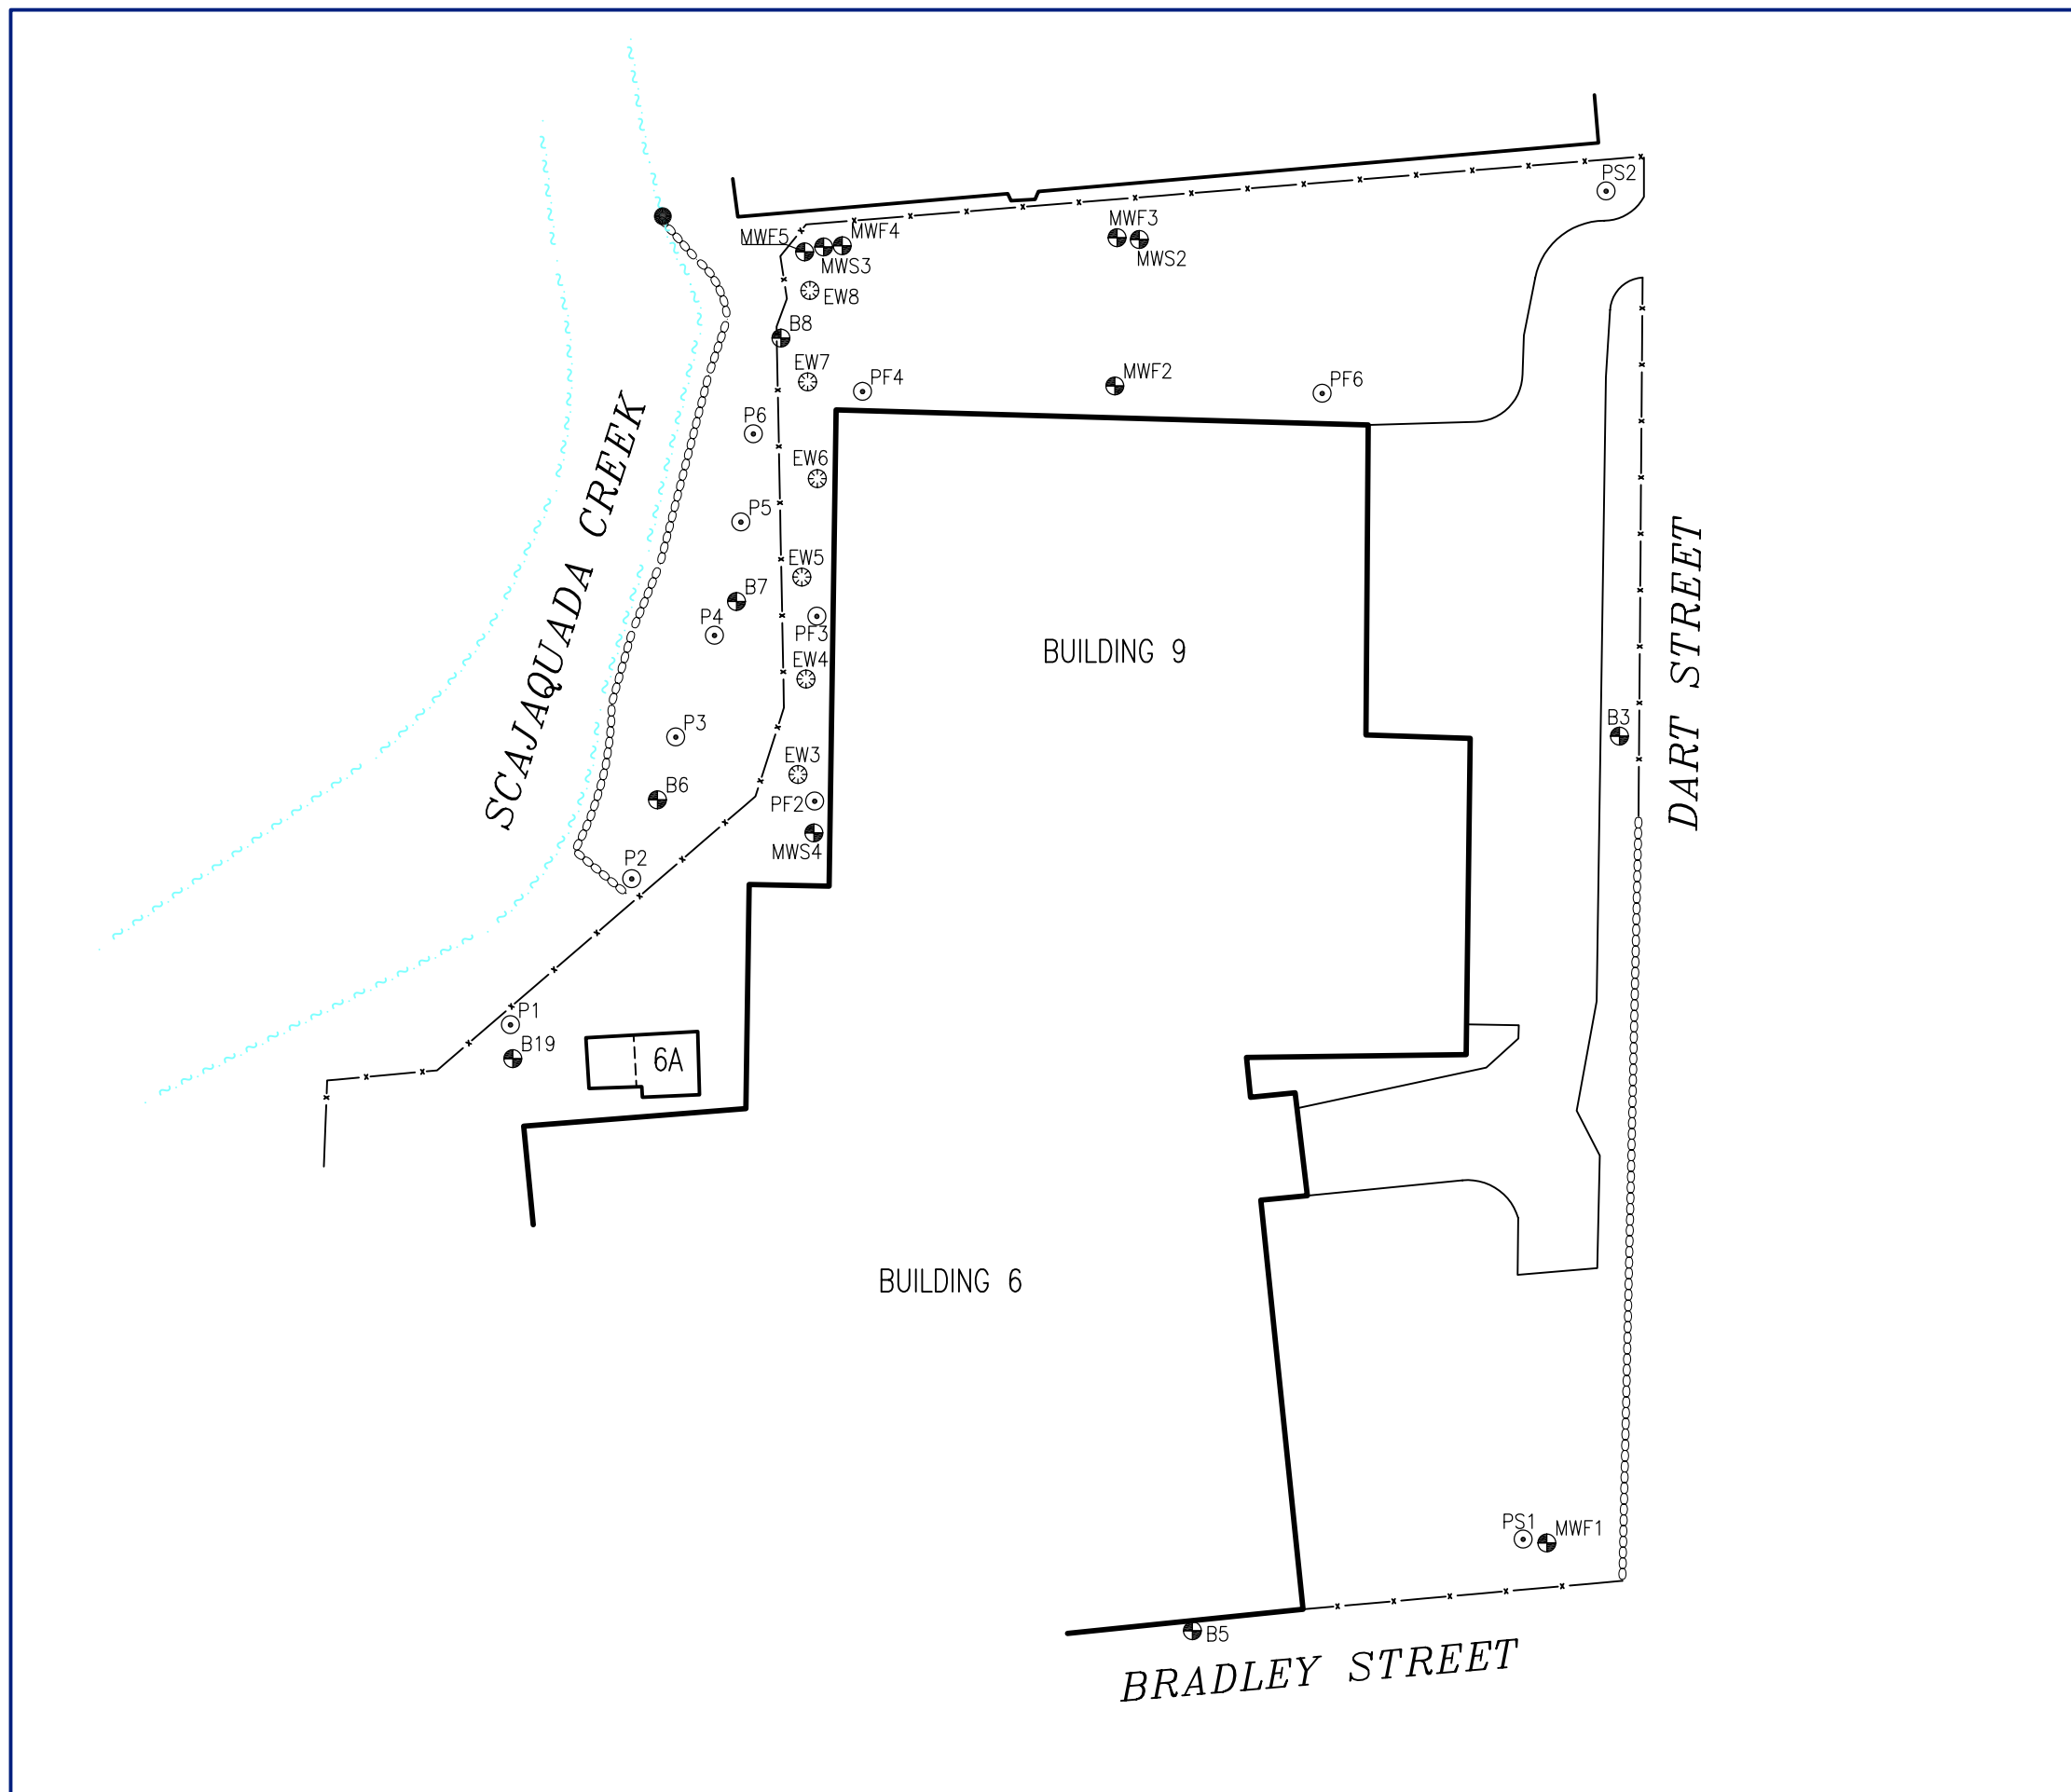 PS2
MWF3
MWF5
MWF4
MWS3
MWS2
EW8
B8
EW7
PF4
MWF2
PF6
P6
EW6
P5
EW5
B7
P4
PF3
EW4
SCAJAQUADA CREEK
BUILDING 9
DART STREET
P3
B3
EW3
B6
PF2
MWS4
P2
P1
B19
6A
BUILDING 6
PS1
MWF1
B5
BRADLEY STREET